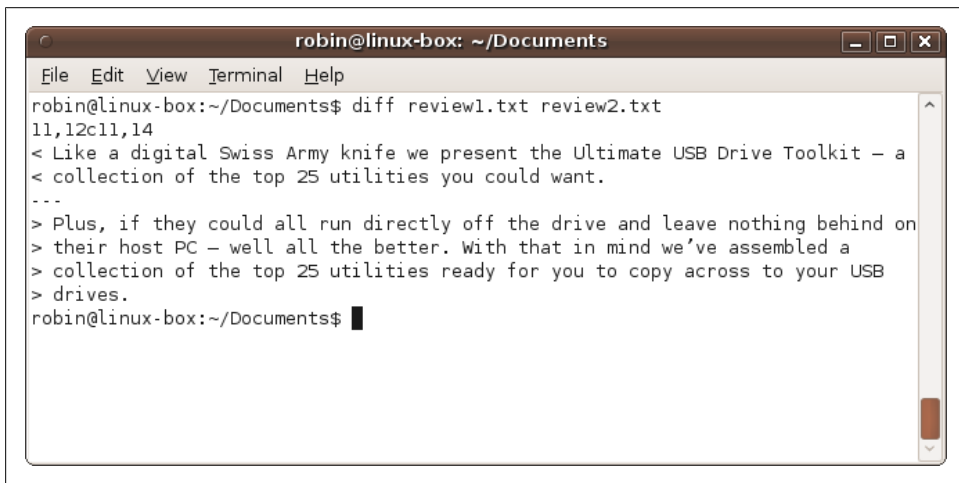 robin@linux-box: ~/Documents
File Edit View Terminal Help
robin@linux-box:~/Documents$ diff review1.txt review2.txt
11,12c11,14
< Like a digital Swiss Army knife we present the Ultimate USB Drive Toolkit – a
< collection of the top 25 utilities you could want.
---
> Plus, if they could all run directly off the drive and leave nothing behind on
> their host PC – well all the better. With that in mind we’ve assembled a
> collection of the top 25 utilities ready for you to copy across to your USB
> drives.
robin@linux-box:~/Documents$